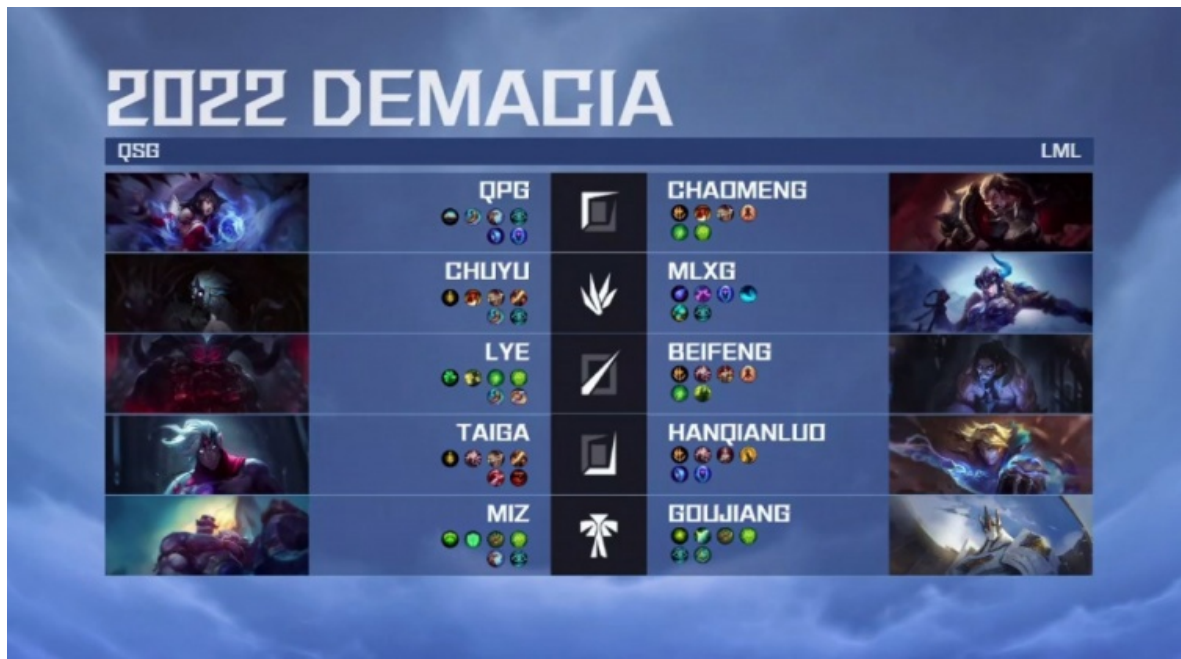 2022 DEMACIA
QSG LML
QPG CHAOMENG
CHUYU MLXG
LYE BEIFENG
TAIGA HANQIANLUO
MIZ GOUJIANG